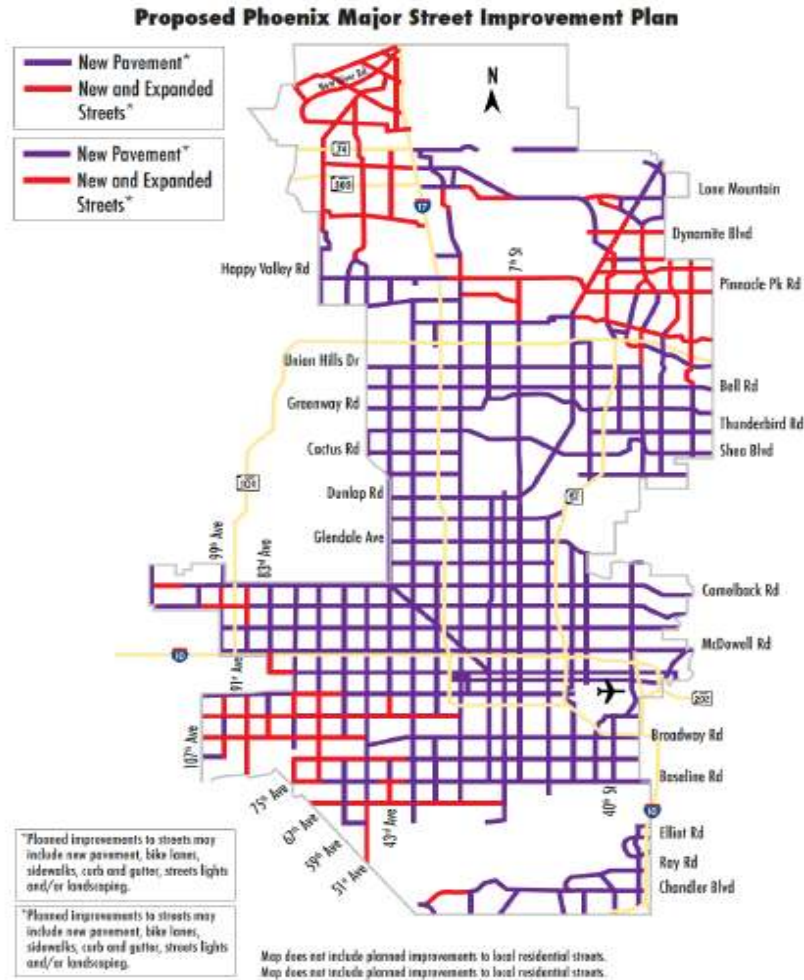 Proposed Phoenix Major Street Improvement Plan
New Pavement*
New and Expanded
Streets*
New Pavement*
New and Expanded
Streets*
New River Rd
N
74
303
17
Lone Mountain
Dynamite Blvd
7th St
Happy Valley Rd
Pinnacle Pk Rd
Union Hills Dr
Bell Rd
Greenway Rd
Thunderbird Rd
Cactus Rd
Shea Blvd
101
Dunlap Rd
51
Glendale Ave
99th Ave
83rd Ave
Camelback Rd
McDowell Rd
10
91st Ave
202
107th Ave
Broadway Rd
Baseline Rd
75th Ave
40th St
67th Ave
43rd Ave
10
59th Ave
51st Ave
Elliot Rd
Ray Rd
Chandler Blvd
*Planned improvements to streets may
include new pavement, bike lanes,
sidewalks, curb and gutter, streets lights
and/or landscaping.
*Planned improvements to streets may
include new pavement, bike lanes,
sidewalks, curb and gutter, streets lights
and/or landscaping.
Map does not include planned improvements to local residential streets.
Map does not include planned improvements to local residential streets.